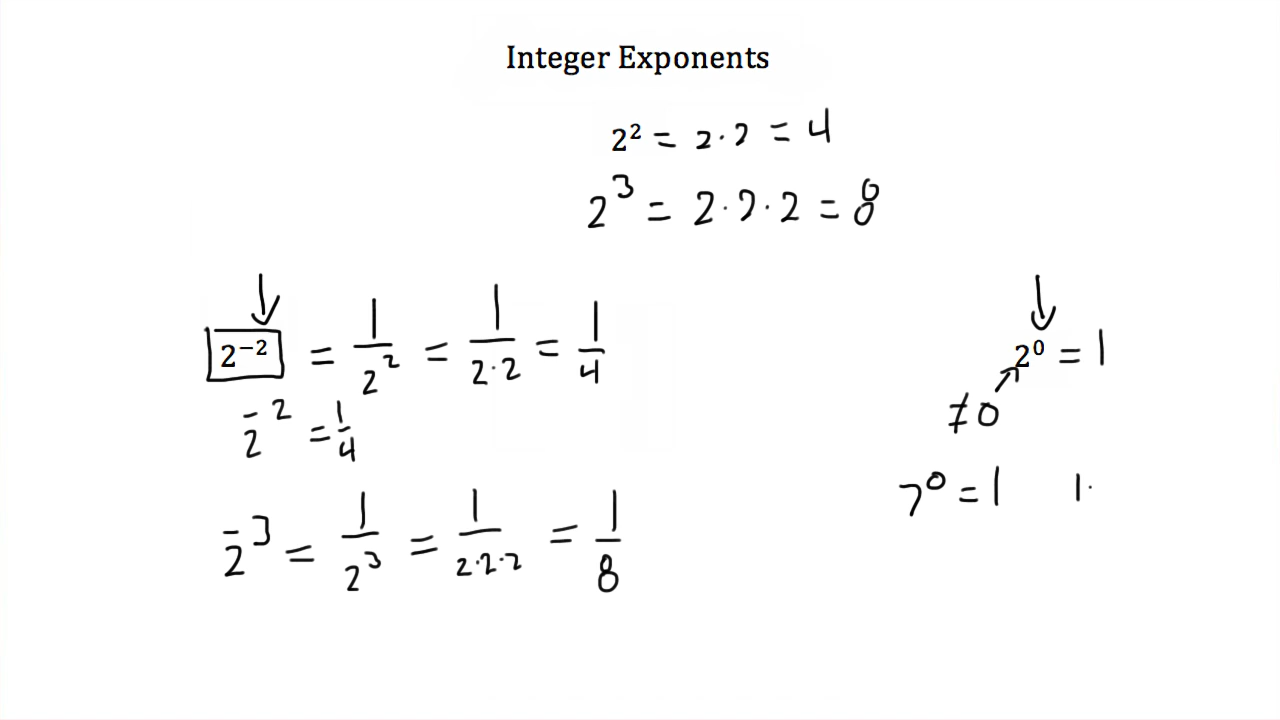 Integer Exponents
2² = 2·2 = 4
2³ = 2·2·2 = 8
2⁻² = 1/2² = 1/2·2 = 1/4
2⁻² = 1/4
2⁻³ = 1/2³ = 1/2·2·2 = 1/8
2⁰ = 1
≠0
7⁰ = 1 1·